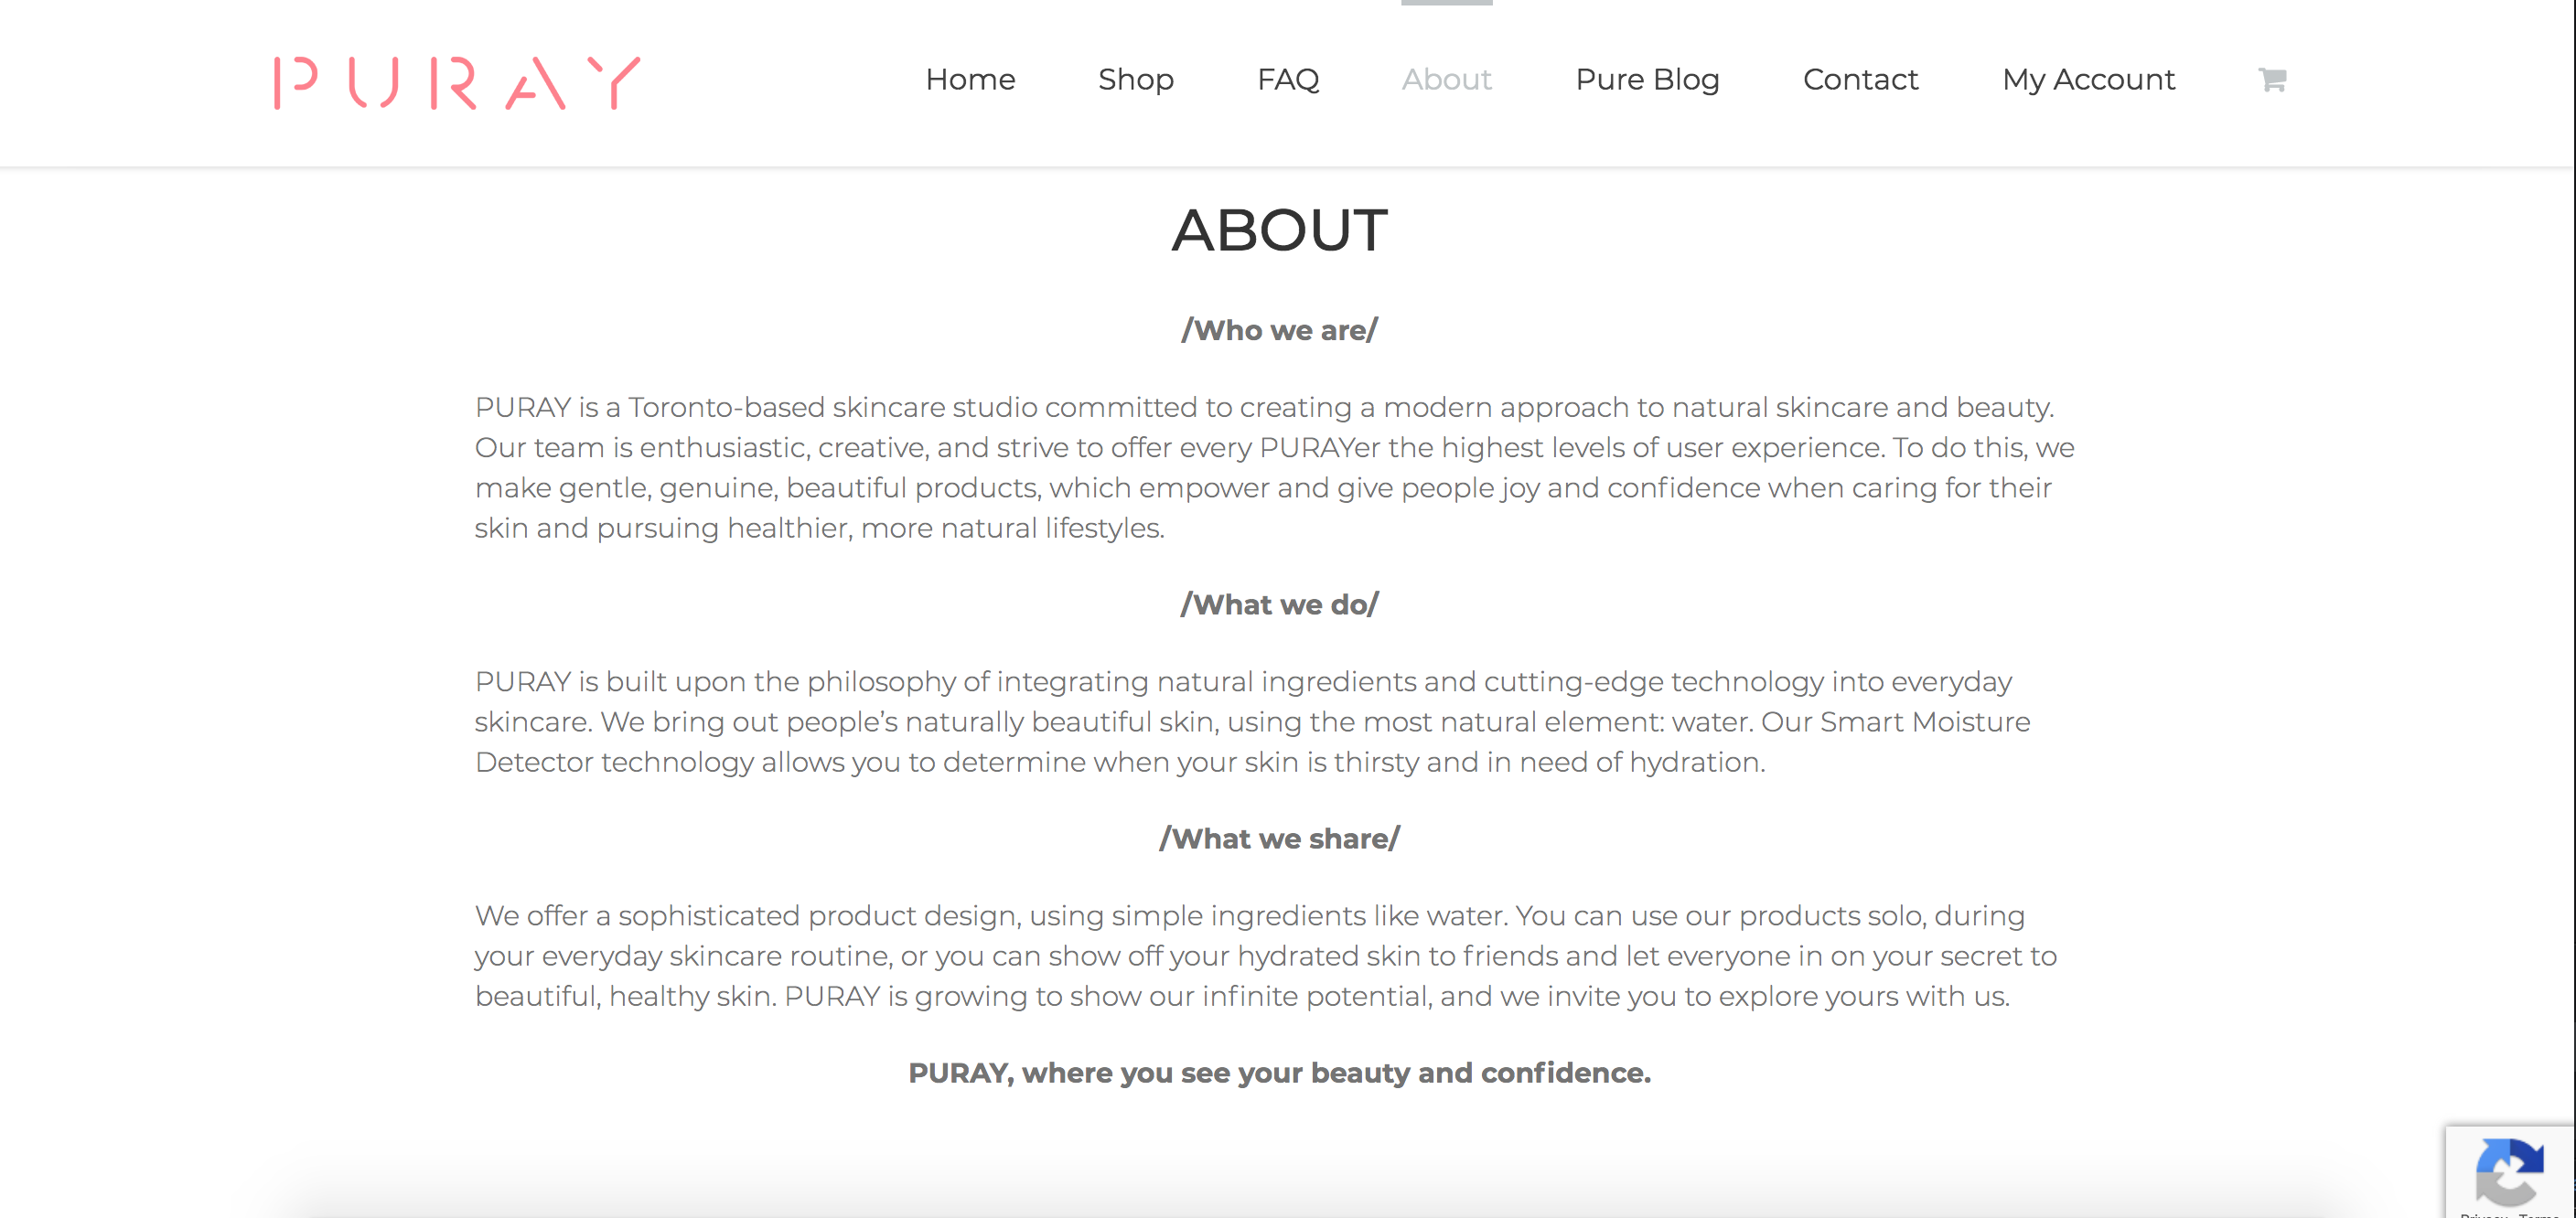 PURAY
Home Shop FAQ About Pure Blog Contact My Account
ABOUT
/Who we are/
PURAY is a Toronto-based skincare studio committed to creating a modern approach to natural skincare and beauty.
Our team is enthusiastic, creative, and strive to offer every PURAYer the highest levels of user experience. To do this, we
make gentle, genuine, beautiful products, which empower and give people joy and confidence when caring for their
skin and pursuing healthier, more natural lifestyles.
/What we do/
PURAY is built upon the philosophy of integrating natural ingredients and cutting-edge technology into everyday
skincare. We bring out people’s naturally beautiful skin, using the most natural element: water. Our Smart Moisture
Detector technology allows you to determine when your skin is thirsty and in need of hydration.
/What we share/
We offer a sophisticated product design, using simple ingredients like water. You can use our products solo, during
your everyday skincare routine, or you can show off your hydrated skin to friends and let everyone in on your secret to
beautiful, healthy skin. PURAY is growing to show our infinite potential, and we invite you to explore yours with us.
PURAY, where you see your beauty and confidence.